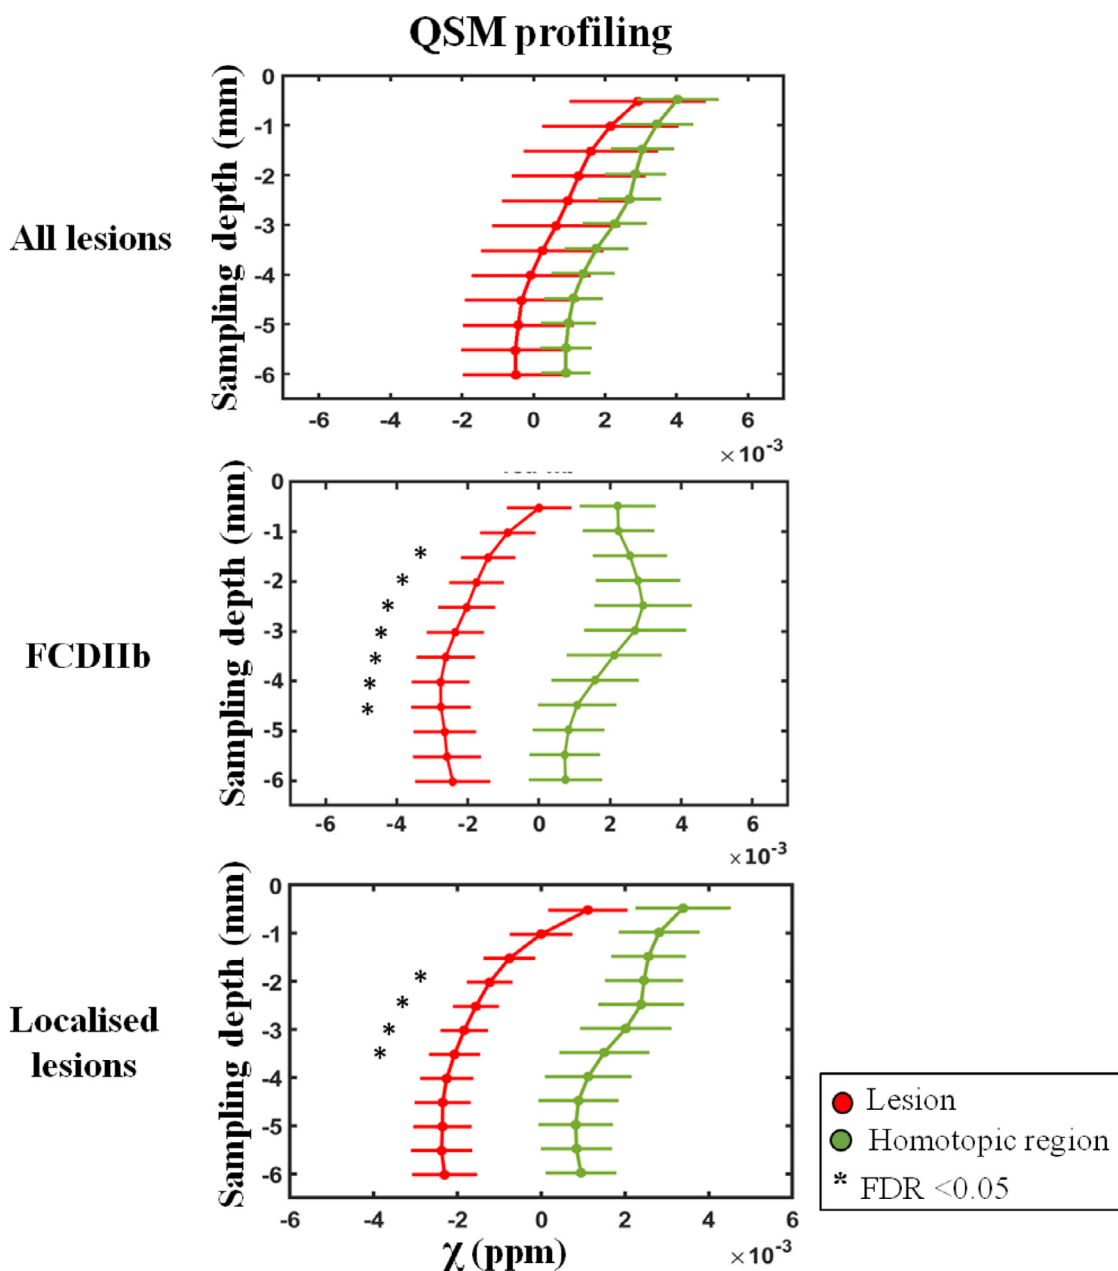 QSM profiling
All lesions
Sampling depth (mm)
0
-1
-2
-3
-4
-5
-6
-6 -4 -2 0 2 4 6
×10-3
FCDIIb
Sampling depth (mm)
0
-1
-2
-3
-4
-5
-6
* 
*
*
*
*
*
*
-6 -4 -2 0 2 4 6
×10-3
Localised
lesions
Sampling depth (mm)
0
-1
-2
-3
-4
-5
-6
*
*
*
*
-6 -4 -2 0 2 4 6
χ (ppm)
×10-3
Lesion
Homotopic region
* FDR <0.05